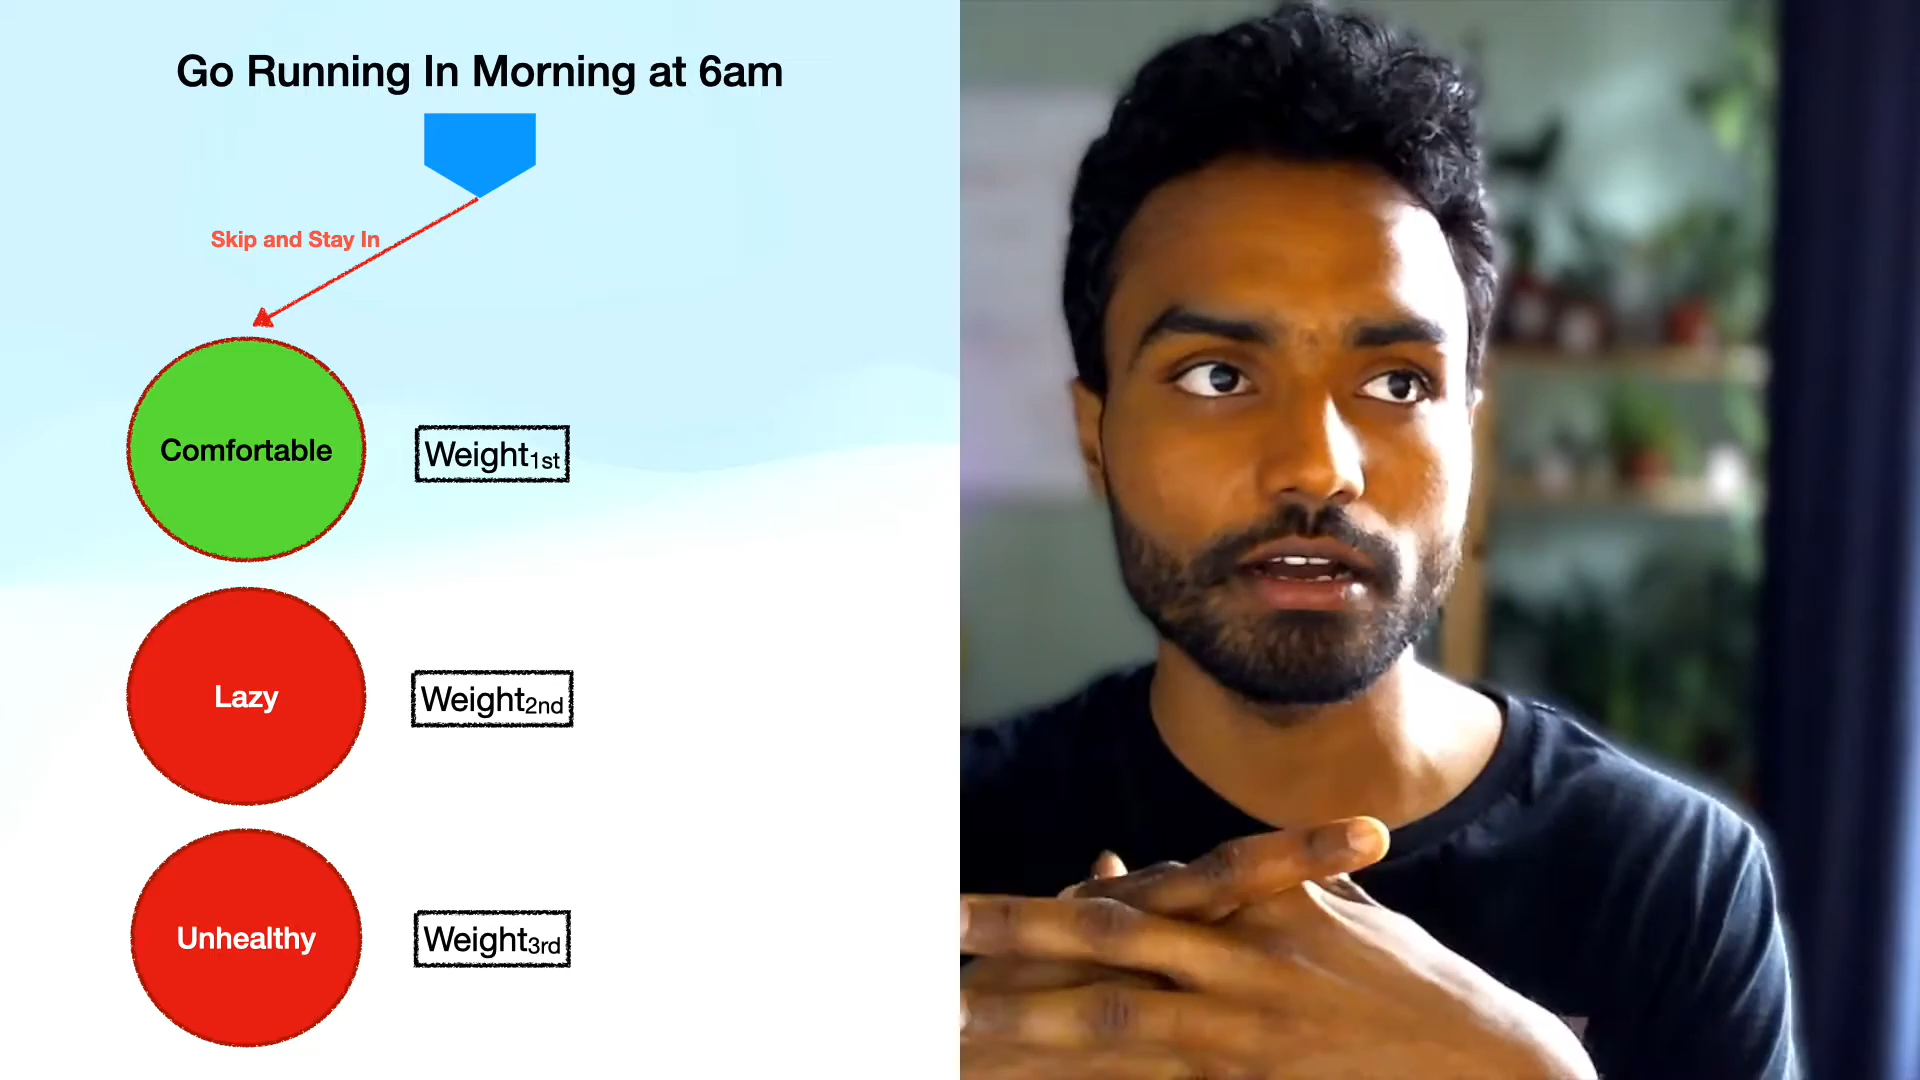 Go Running In Morning at 6am
Skip and Stay In
Comfortable
Weight1st
Lazy
Weight2nd
Unhealthy
Weight3rd